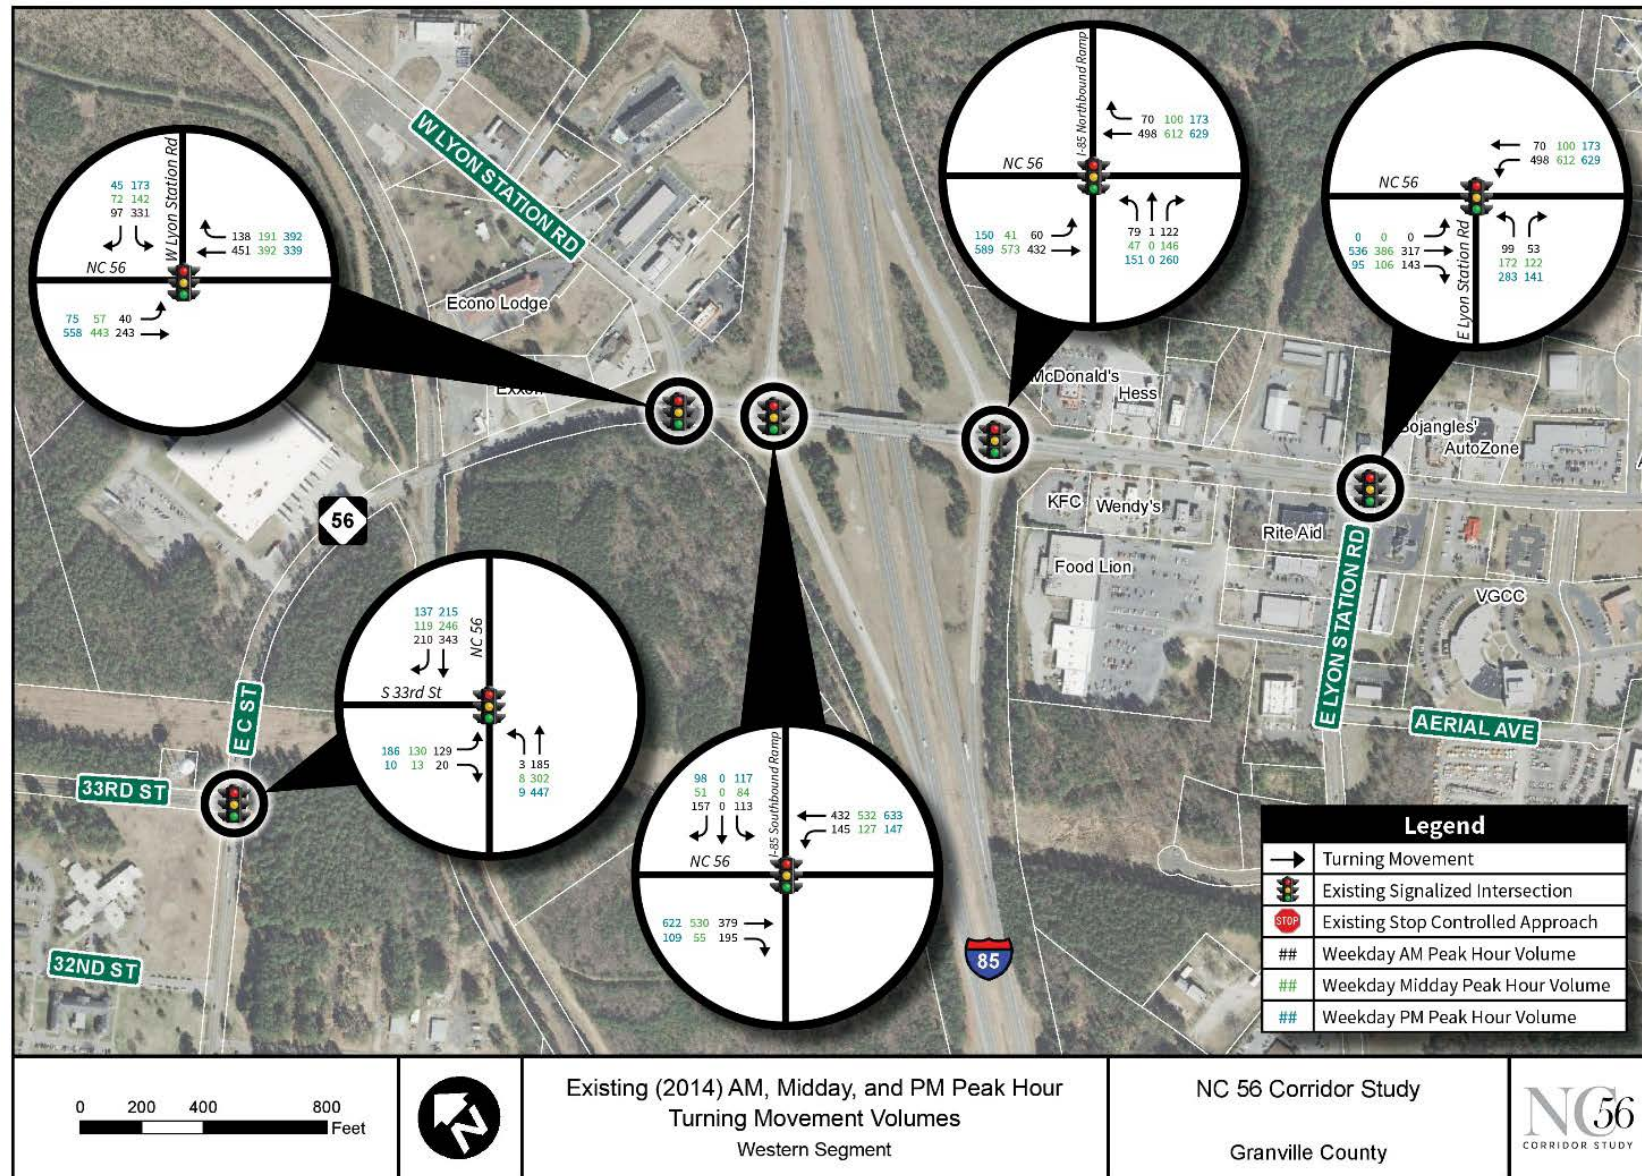 W LYON STATION RD
Econo Lodge
Exxon
56
E C ST
33RD ST
32ND ST
85
McDonald's
Hess
KFC
Wendy's
Food Lion
Bojangles'
AutoZone
Rite Aid
E LYON STATION RD
VGCC
AERIAL AVE
W Lyon Station Rd
45 173
72 142
97 331
138 191 392
451 392 339
NC 56
75 57 40
558 443 243
I-85 Northbound Ramp
70 100 173
498 612 629
NC 56
150 41 60
589 573 432
79 1 122
47 0 146
151 0 260
70 100 173
498 612 629
NC 56
E Lyon Station Rd
0 0 0
536 386 317
95 106 143
99 53
172 122
283 141
137 215
119 246
210 343
NC 56
S 33rd St
186 130 129
10 13 20
3 185
8 302
9 447
I-85 Southbound Ramp
98 0 117
51 0 84
157 0 113
432 532 633
145 127 147
NC 56
622 530 379
109 55 195
Legend
Turning Movement
Existing Signalized Intersection
STOP Existing Stop Controlled Approach
## Weekday AM Peak Hour Volume
## Weekday Midday Peak Hour Volume
## Weekday PM Peak Hour Volume
0 200 400 800
Feet
N
Existing (2014) AM, Midday, and PM Peak Hour
Turning Movement Volumes
Western Segment
NC 56 Corridor Study
Granville County
NC 56
CORRIDOR STUDY